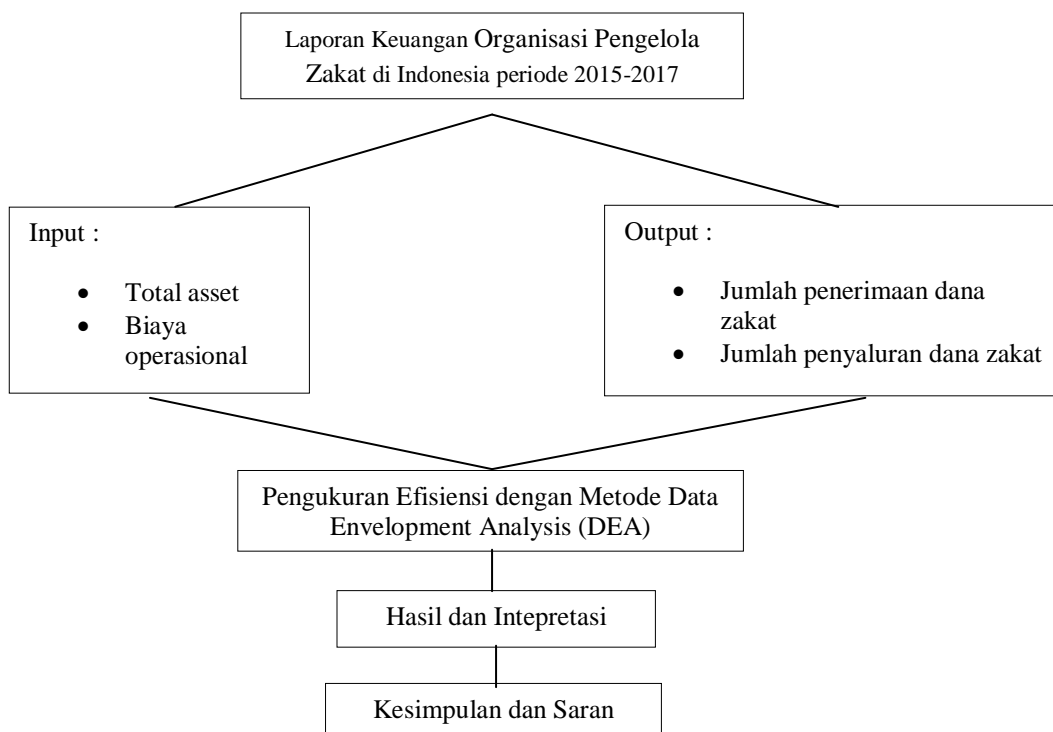 Laporan Keuangan Organisasi Pengelola
Zakat di Indonesia periode 2015-2017
Input :
• Total asset
• Biaya
operasional
Output :
• Jumlah penerimaan dana
zakat
• Jumlah penyaluran dana zakat
Pengukuran Efisiensi dengan Metode Data
Envelopment Analysis (DEA)
Hasil dan Intepretasi
Kesimpulan dan Saran